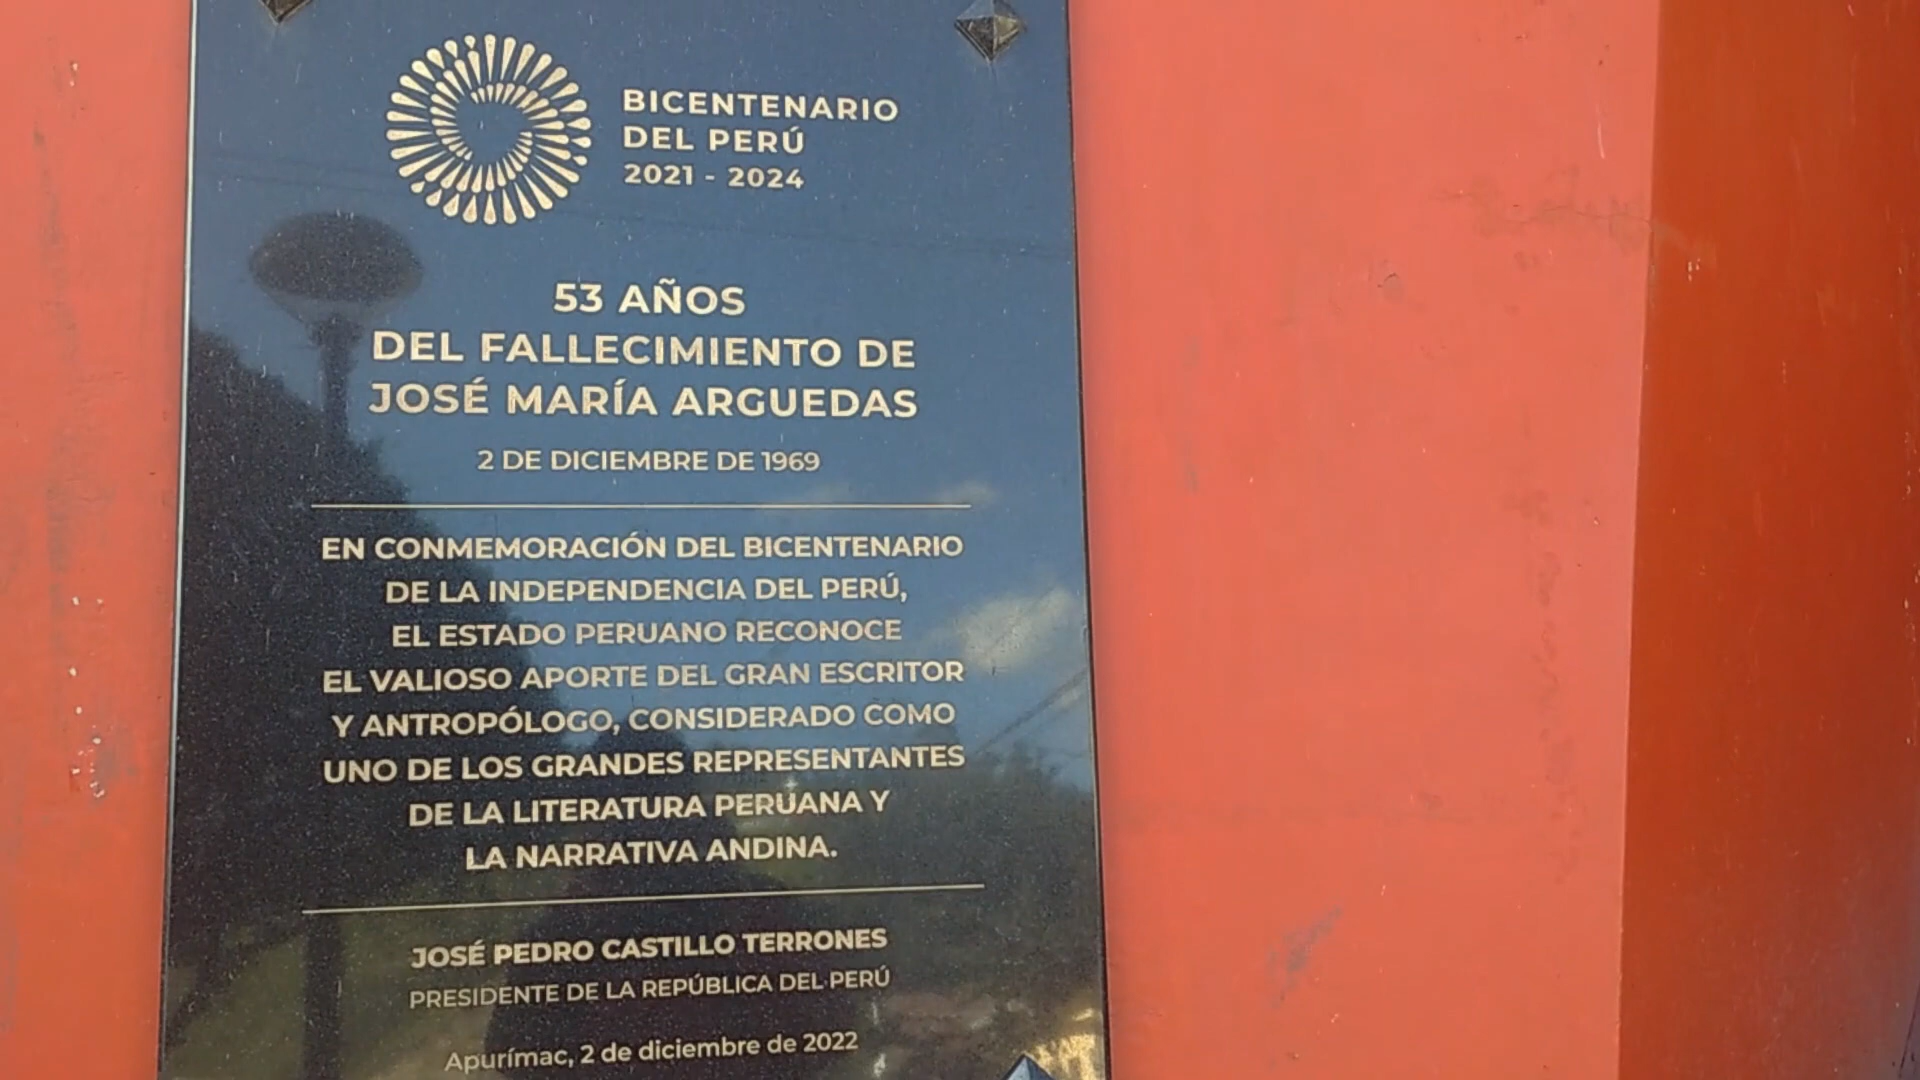 BICENTENARIO
DEL PERÚ
2021 - 2024
53 AÑOS
DEL FALLECIMIENTO DE
JOSÉ MARÍA ARGUEDAS
2 DE DICIEMBRE DE 1969
EN CONMEMORACIÓN DEL BICENTENARIO
DE LA INDEPENDENCIA DEL PERÚ,
EL ESTADO PERUANO RECONOCE
EL VALIOSO APORTE DEL GRAN ESCRITOR
Y ANTROPÓLOGO, CONSIDERADO COMO
UNO DE LOS GRANDES REPRESENTANTES
DE LA LITERATURA PERUANA Y
LA NARRATIVA ANDINA.
JOSÉ PEDRO CASTILLO TERRONES
PRESIDENTE DE LA REPÚBLICA DEL PERÚ
Apurímac, 2 de diciembre de 2022